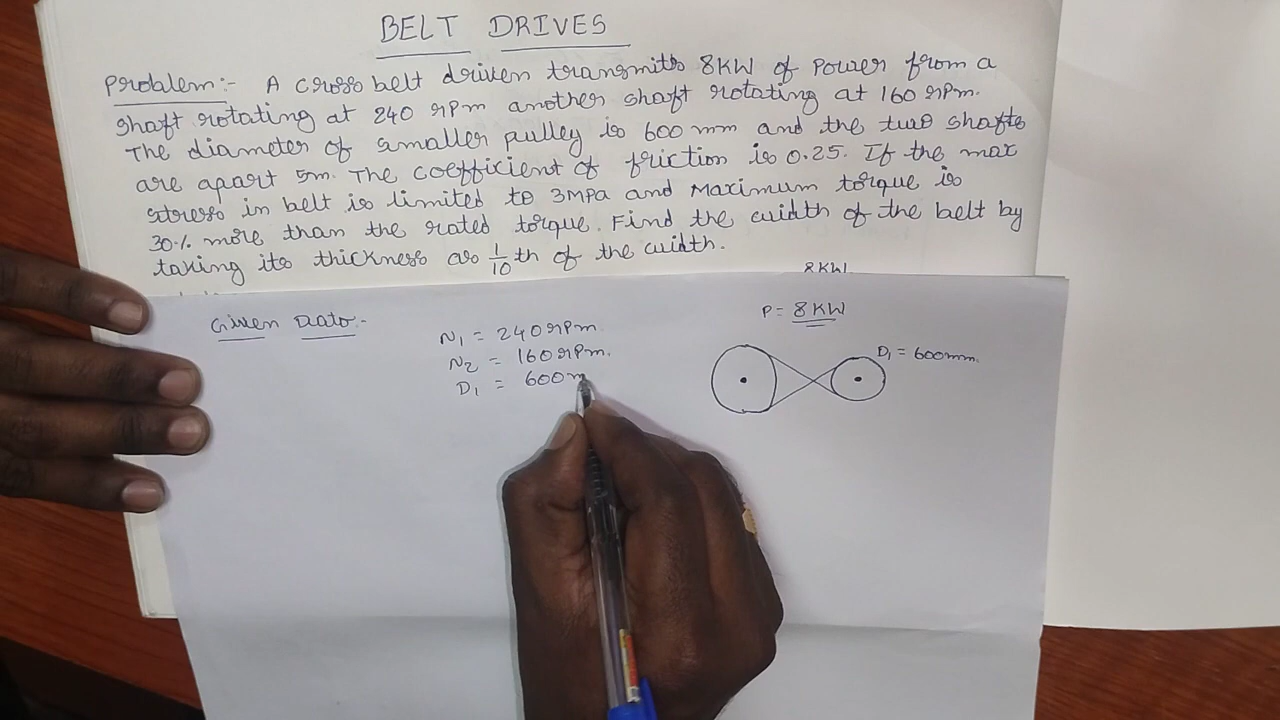 BELT DRIVES
Problem:- A cross belt driven transmits 8KW of Power from a
shaft rotating at 240 rpm another shaft rotating at 160 rpm.
The diameter of smaller pulley is 600 mm and the two shafts
are apart 5m. The coefficient of friction is 0.25. If the max
stress in belt is limited to 3MPa and Maximum torque is
30% more than the rated torque. Find the width of the belt by
taking its thickness as 1/10 th of the width.
8KW
Given Data:-
N1 = 240 rpm
N2 = 160 rpm.
D1 = 600m
P = 8KW
D1 = 600mm.